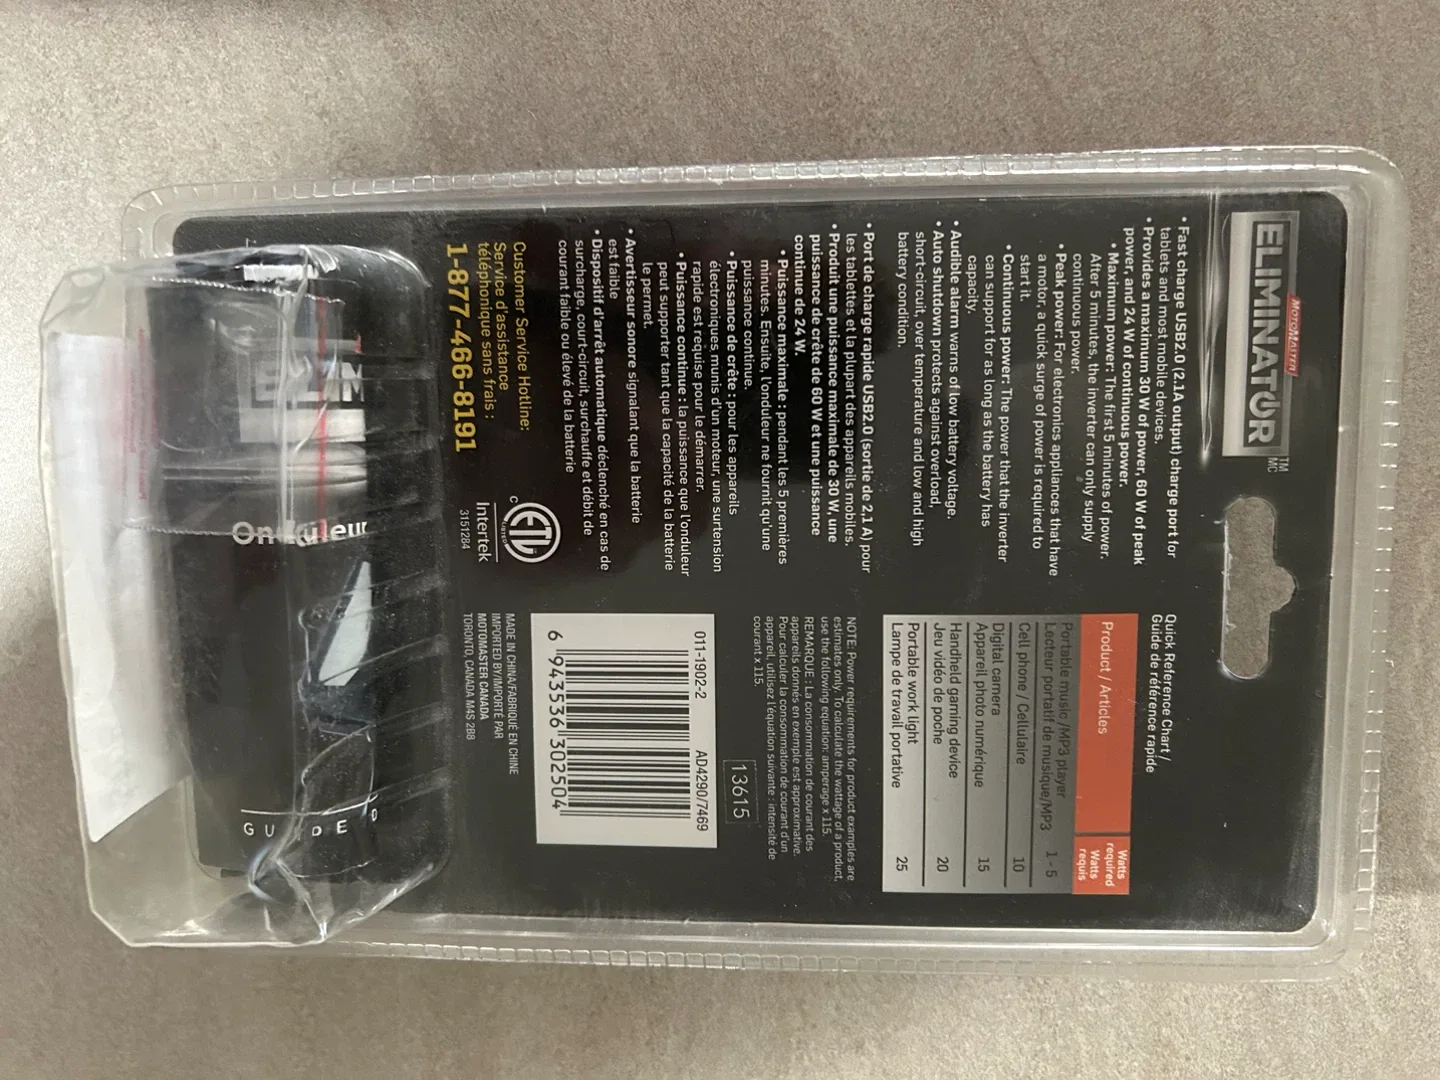 MOTOMASTER
ELIMINATOR
TM
MC
• Fast charge USB2.0 (2.1A output) charge port for
tablets and most mobile devices.
• Provides a maximum 30 W of power, 60 W of peak
power, and 24 W of continuous power.
• Maximum power: The first 5 minutes of power.
After 5 minutes, the inverter can only supply
continuous power.
• Peak power: For electronics appliances that have
a motor, a quick surge of power is required to
start it.
• Continuous power: The power that the inverter
can support for as long as the battery has
capacity.
• Audible alarm warns of low battery voltage.
• Auto shutdown protects against overload,
short-circuit, over temperature and low and high
battery condition.
• Port de charge rapide USB2.0 (sortie de 2,1 A) pour
les tablettes et la plupart des appareils mobiles.
• Produit une puissance maximale de 30 W, une
puissance de crête de 60 W et une puissance
continue de 24 W.
• Puissance maximale : pendant les 5 premières
minutes. Ensuite, l'onduleur ne fournit qu'une
puissance continue.
• Puissance de crête : pour les appareils
électroniques munis d'un moteur, une surtension
rapide est requise pour le démarrer.
• Puissance continue : la puissance que l'onduleur
peut supporter tant que la capacité de la batterie
le permet.
• Avertisseur sonore signalant que la batterie
est faible
• Dispositif d'arrêt automatique déclenché en cas de
surcharge, court-circuit, surchauffe et débit de
courant faible ou élevé de la batterie
Customer Service Hotline:
Service d'assistance
téléphonique sans frais :
1-877-466-8191
ETL
LISTED
C
Intertek
3151284
Quick Reference Chart /
Guide de référence rapide
Product / Articles
Watts
required
Watts
requis
Portable music /MP3 player
Lecteur portatif de musique/MP3 1 - 5
Cell phone / Cellulaire 10
Digital camera
Appareil photo numérique 15
Handheld gaming device
Jeu vidéo de poche 20
Portable work light
Lampe de travail portative 25
NOTE: Power requirements for product examples are
estimates only. To calculate the wattage of a product,
use the following equation: amperage x 115.
REMARQUE : La consommation de courant des
appareils donnés en exemple est approximative.
Pour calculer la consommation de courant d'un
appareil, utilisez l'équation suivante : intensité de
courant x 115.
13615
011-1902-2 AD4290/7469
6 943536 302504
MADE IN CHINA/FABRIQUÉ EN CHINE
IMPORTED BY/IMPORTÉ PAR
MOTOMASTER CANADA
TORONTO, CANADA M4S 2B8
ELIM
Onduleur
GUIDE D